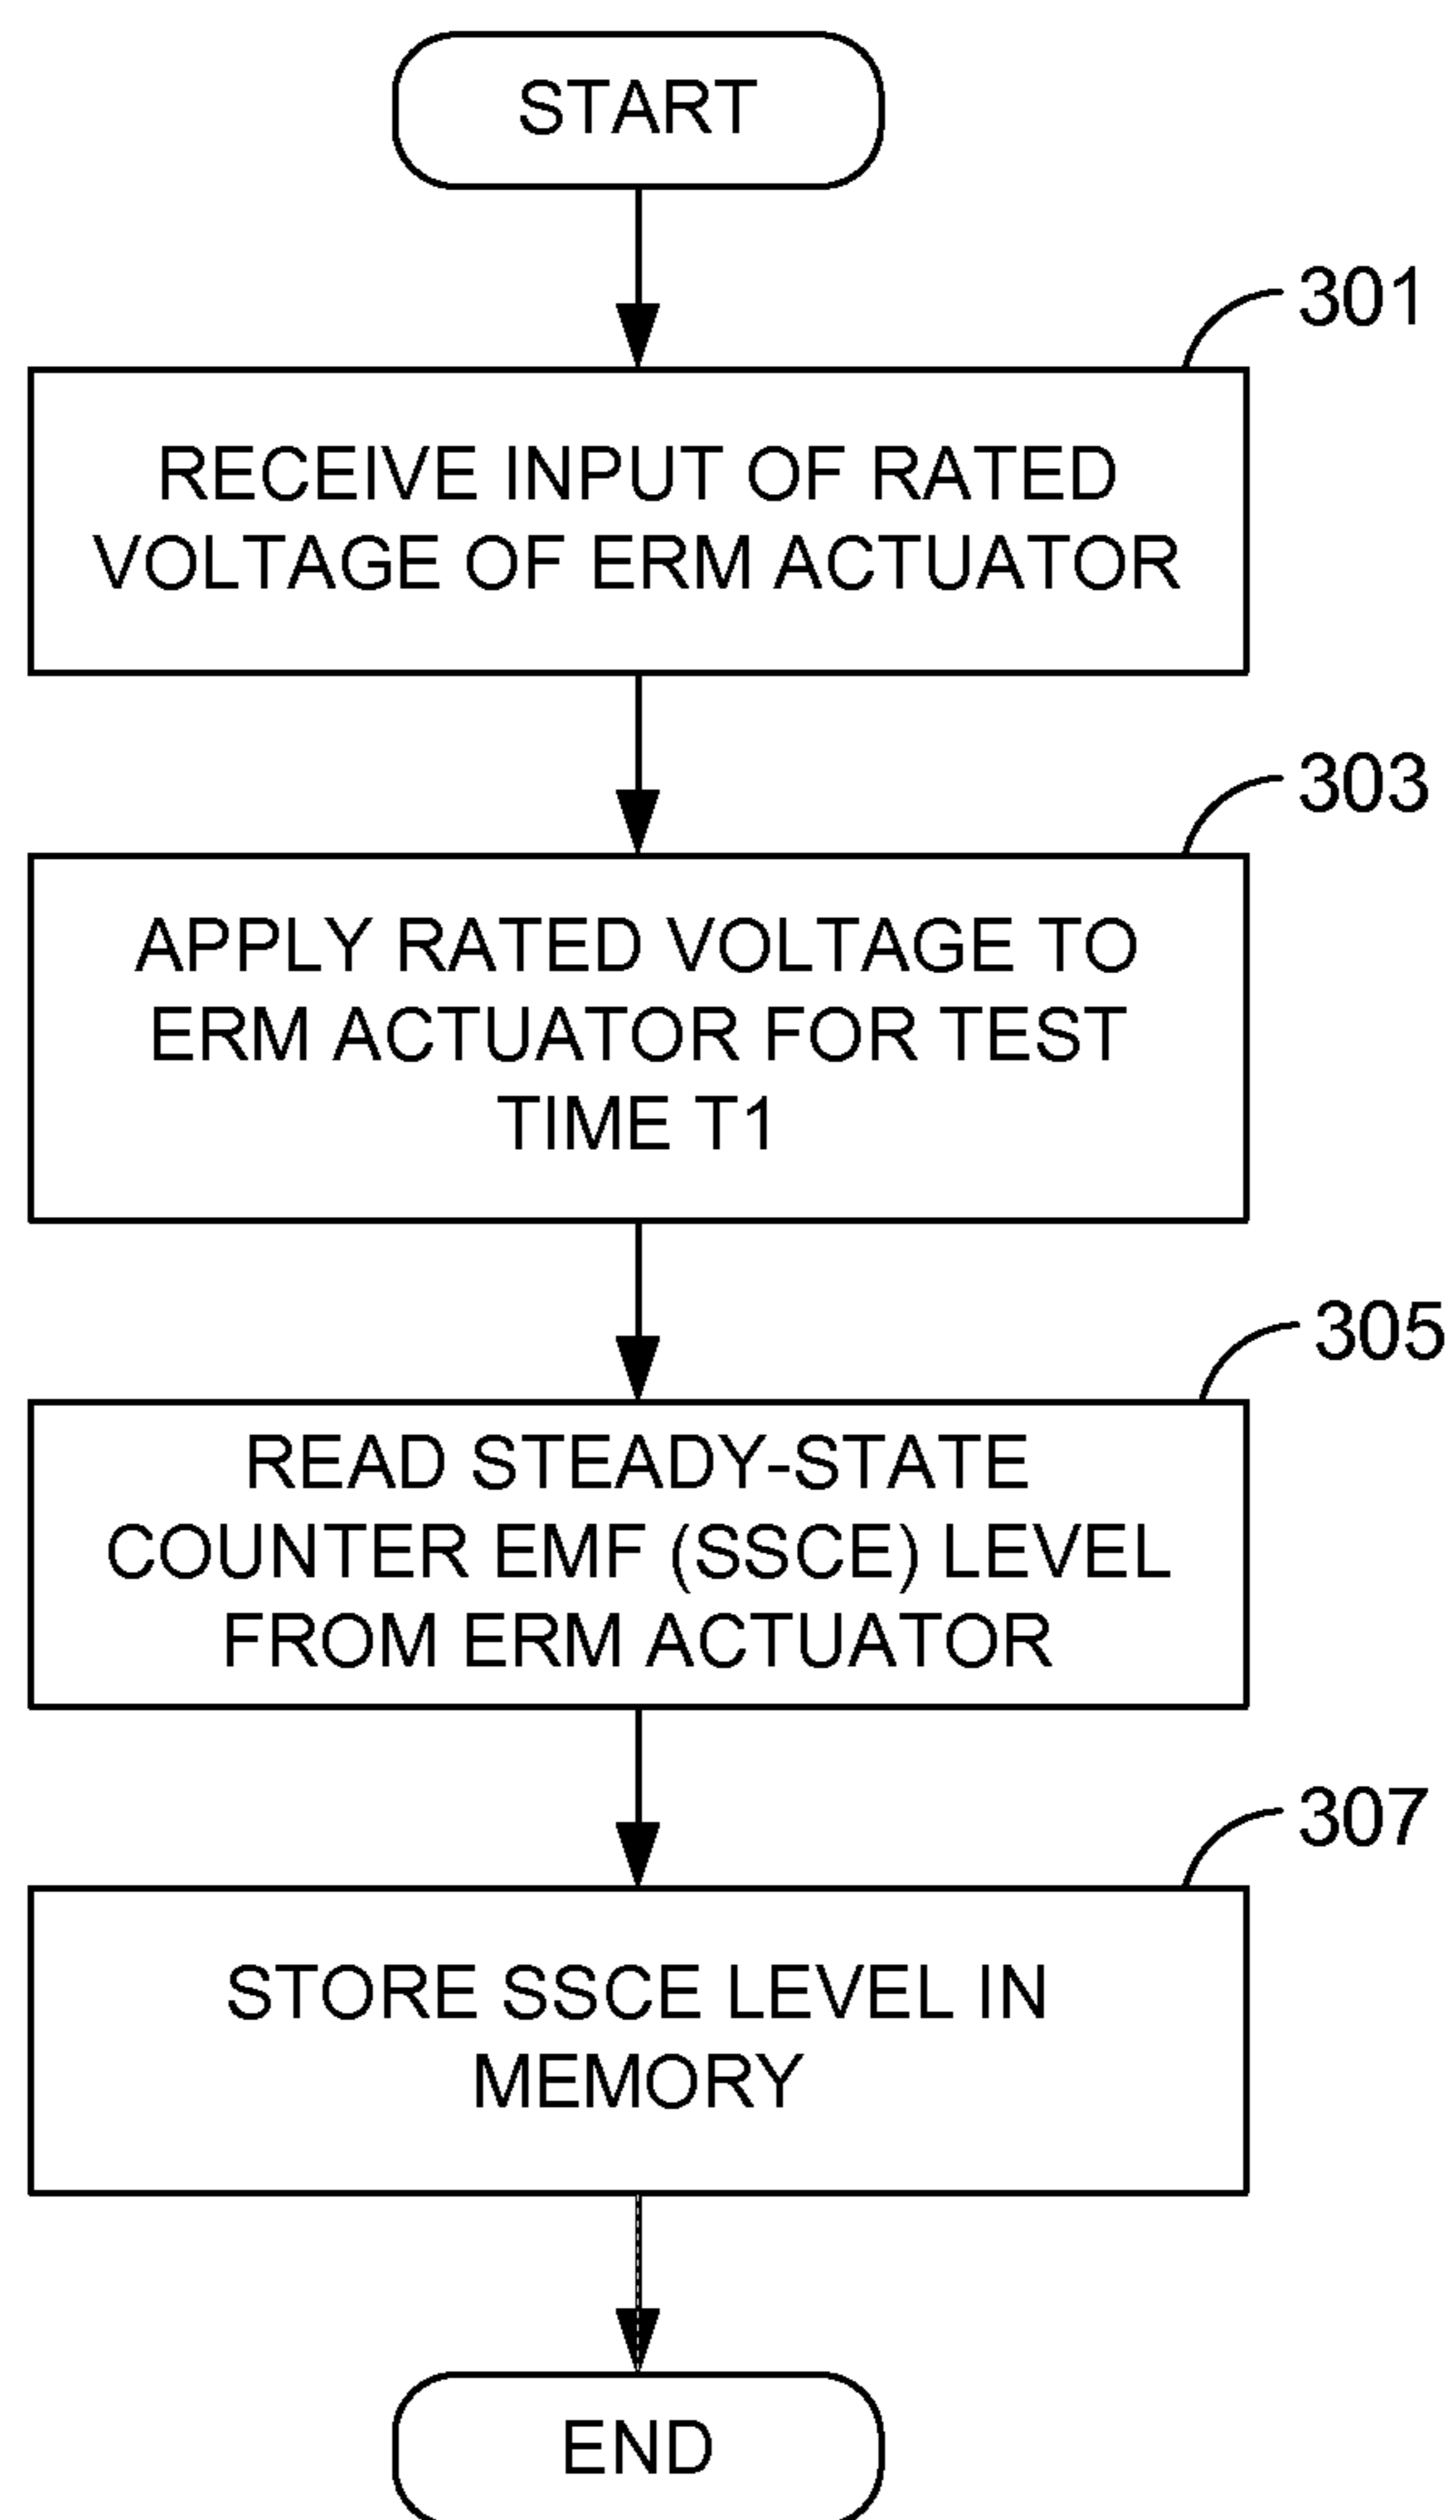 START
301
RECEIVE INPUT OF RATED
VOLTAGE OF ERM ACTUATOR
303
APPLY RATED VOLTAGE TO
ERM ACTUATOR FOR TEST
TIME T1
305
READ STEADY-STATE
COUNTER EMF (SSCE) LEVEL
FROM ERM ACTUATOR
307
STORE SSCE LEVEL IN
MEMORY
END